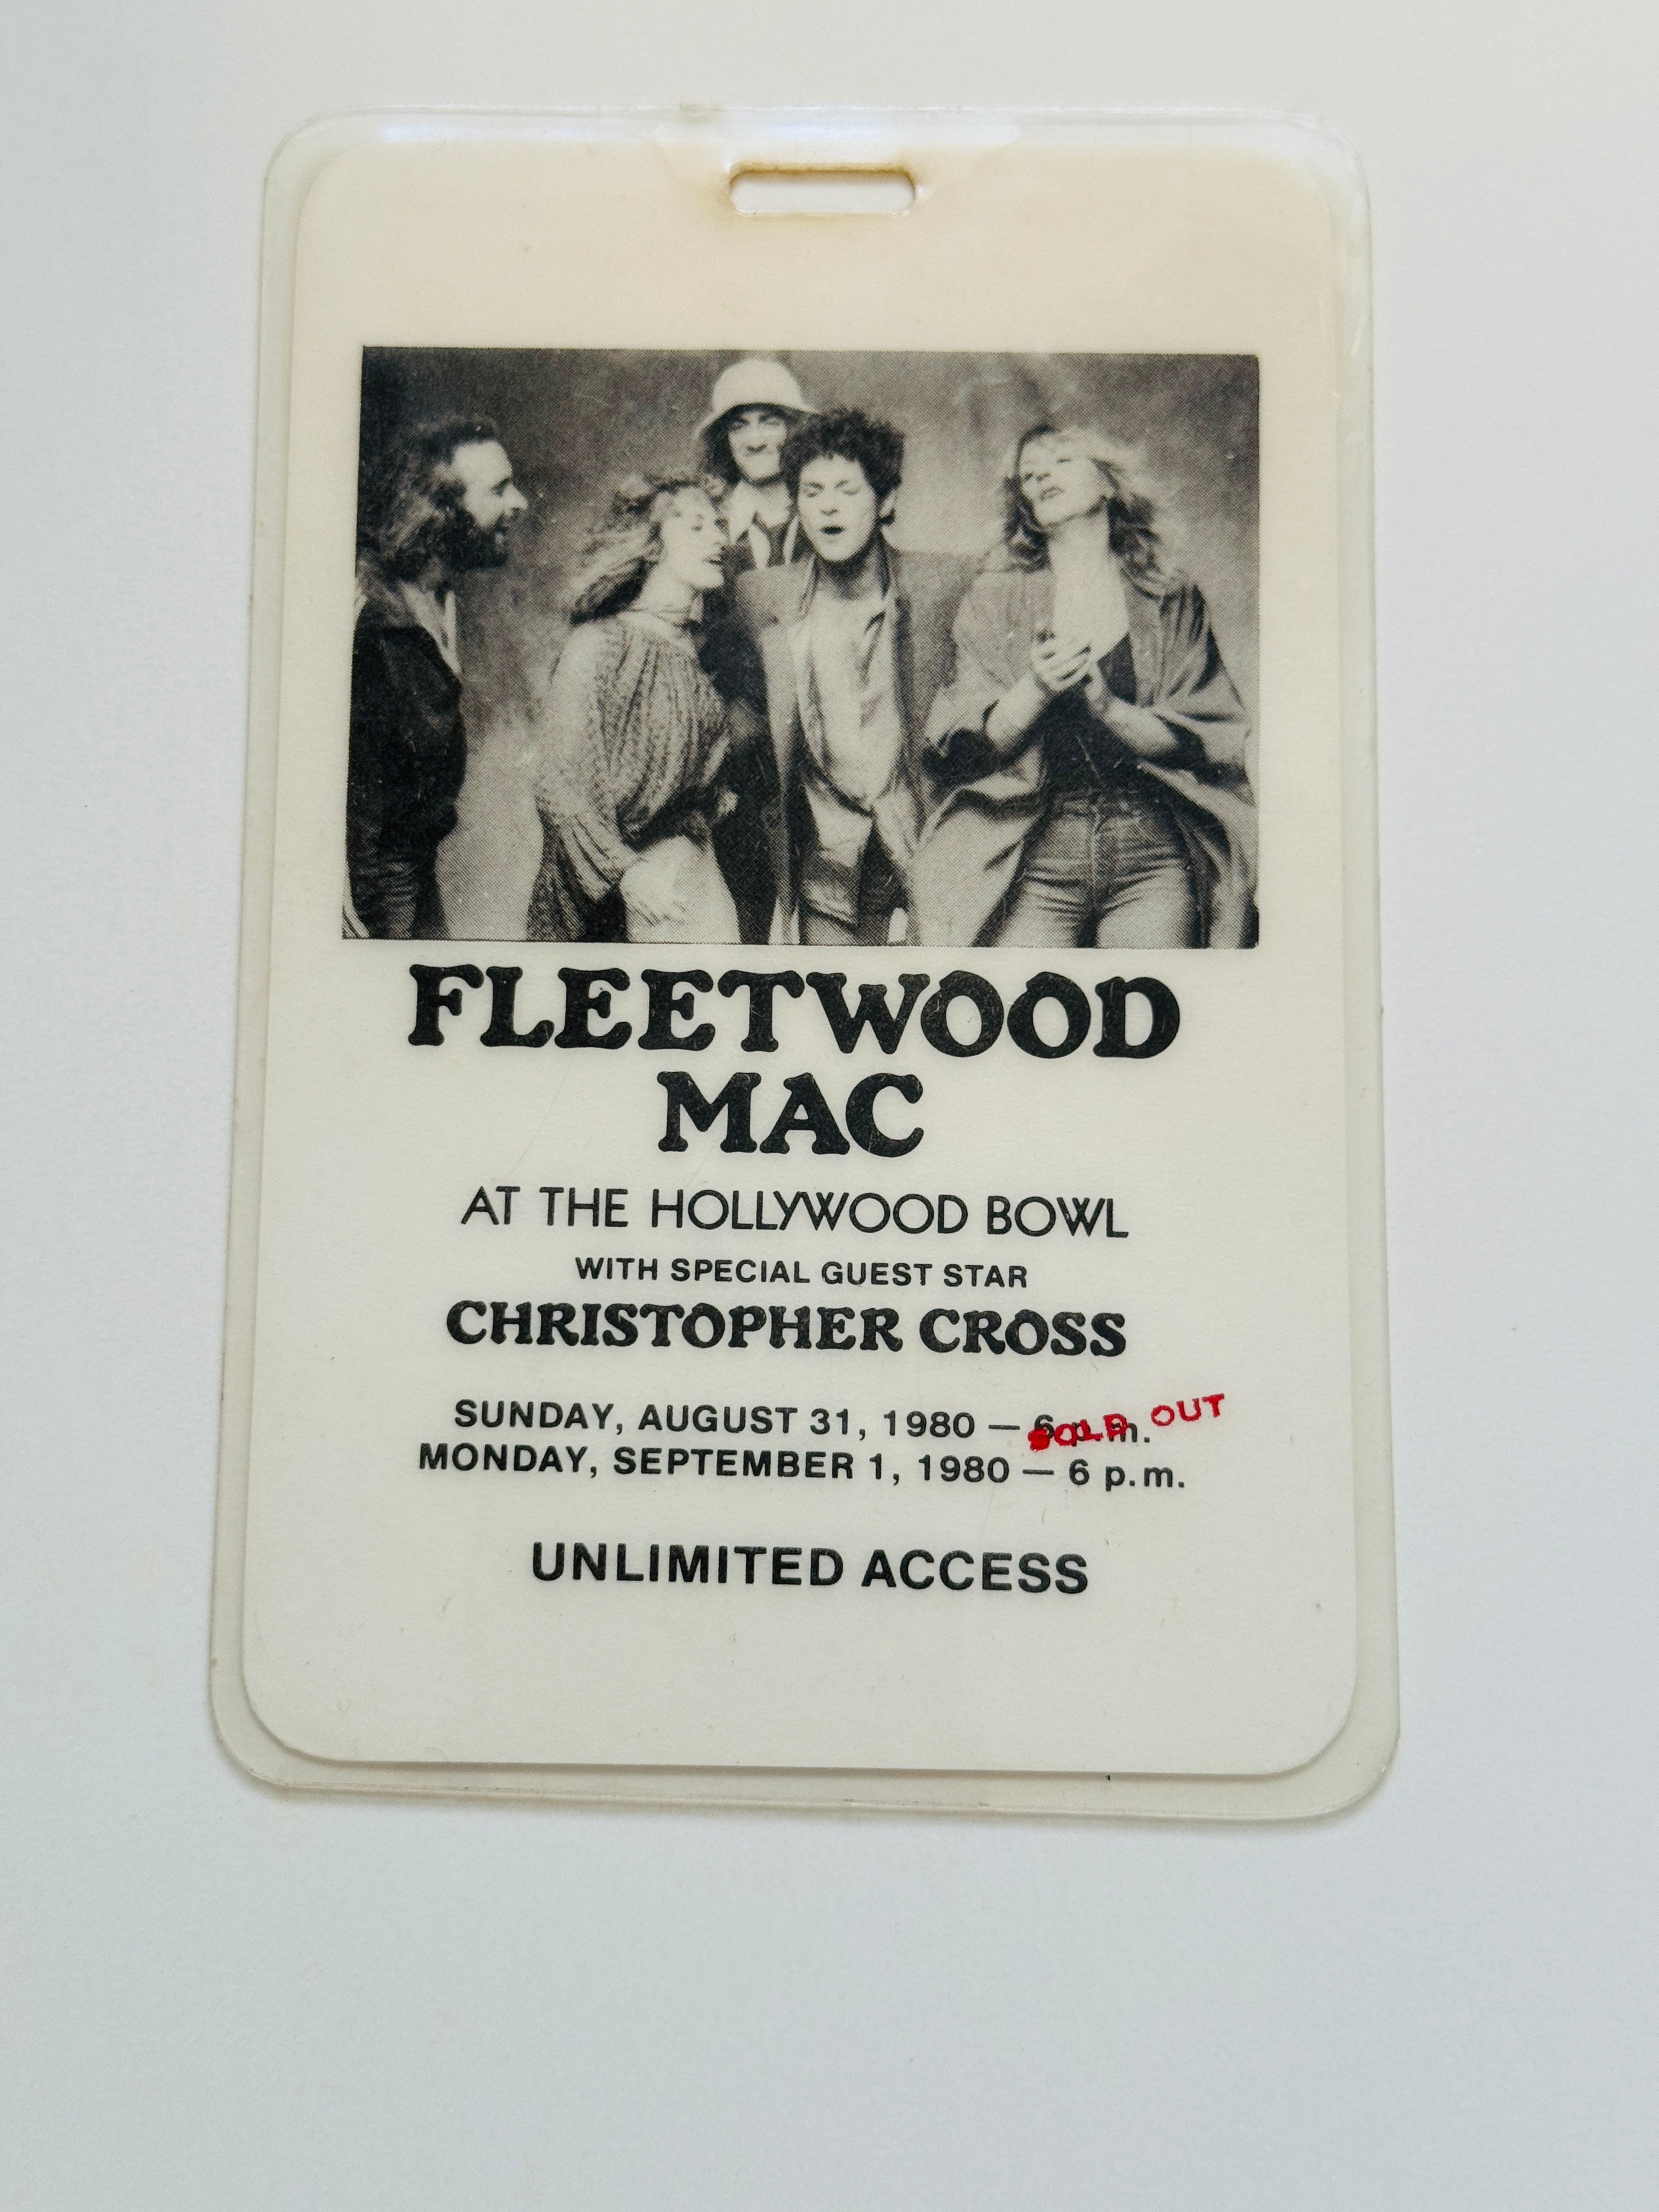 FLEETWOOD
MAC
AT THE HOLLYWOOD BOWL
WITH SPECIAL GUEST STAR
CHRISTOPHER CROSS
SUNDAY, AUGUST 31, 1980 — 6 p.m. SOLD OUT
MONDAY, SEPTEMBER 1, 1980 — 6 p.m.
UNLIMITED ACCESS